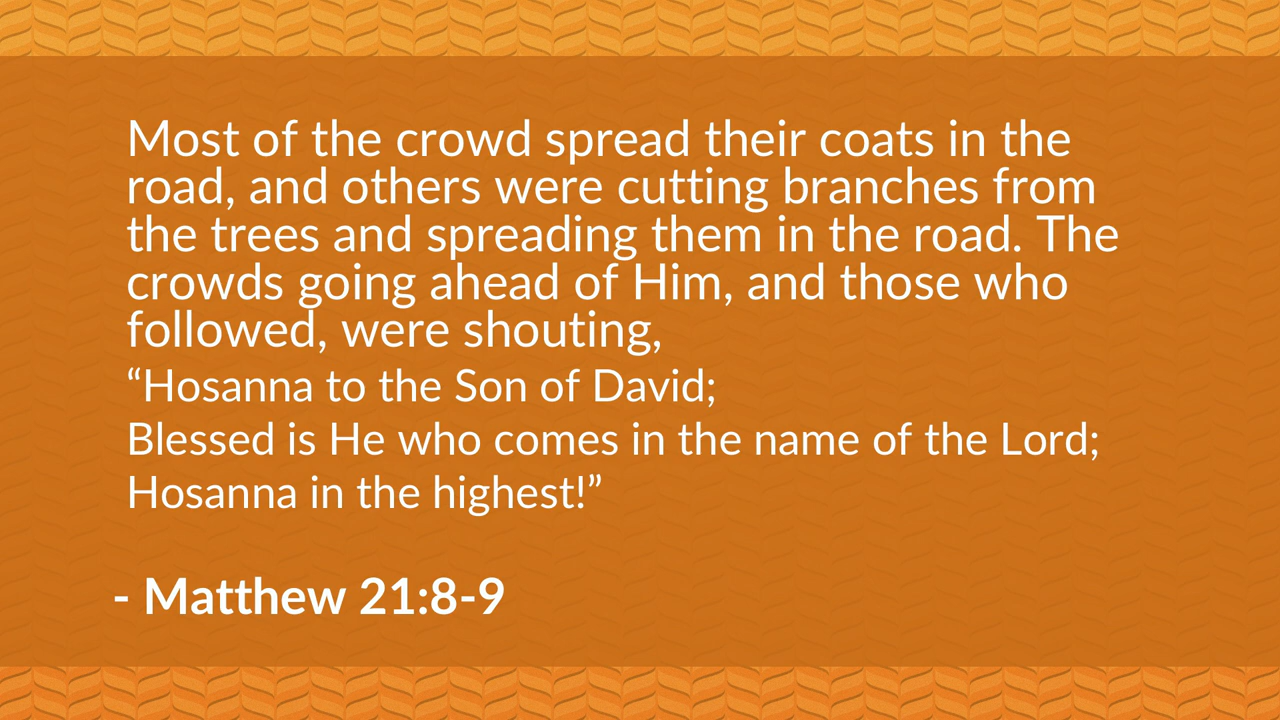 Most of the crowd spread their coats in the
road, and others were cutting branches from
the trees and spreading them in the road. The
crowds going ahead of Him, and those who
followed, were shouting,
“Hosanna to the Son of David;
Blessed is He who comes in the name of the Lord;
Hosanna in the highest!”
- Matthew 21:8-9